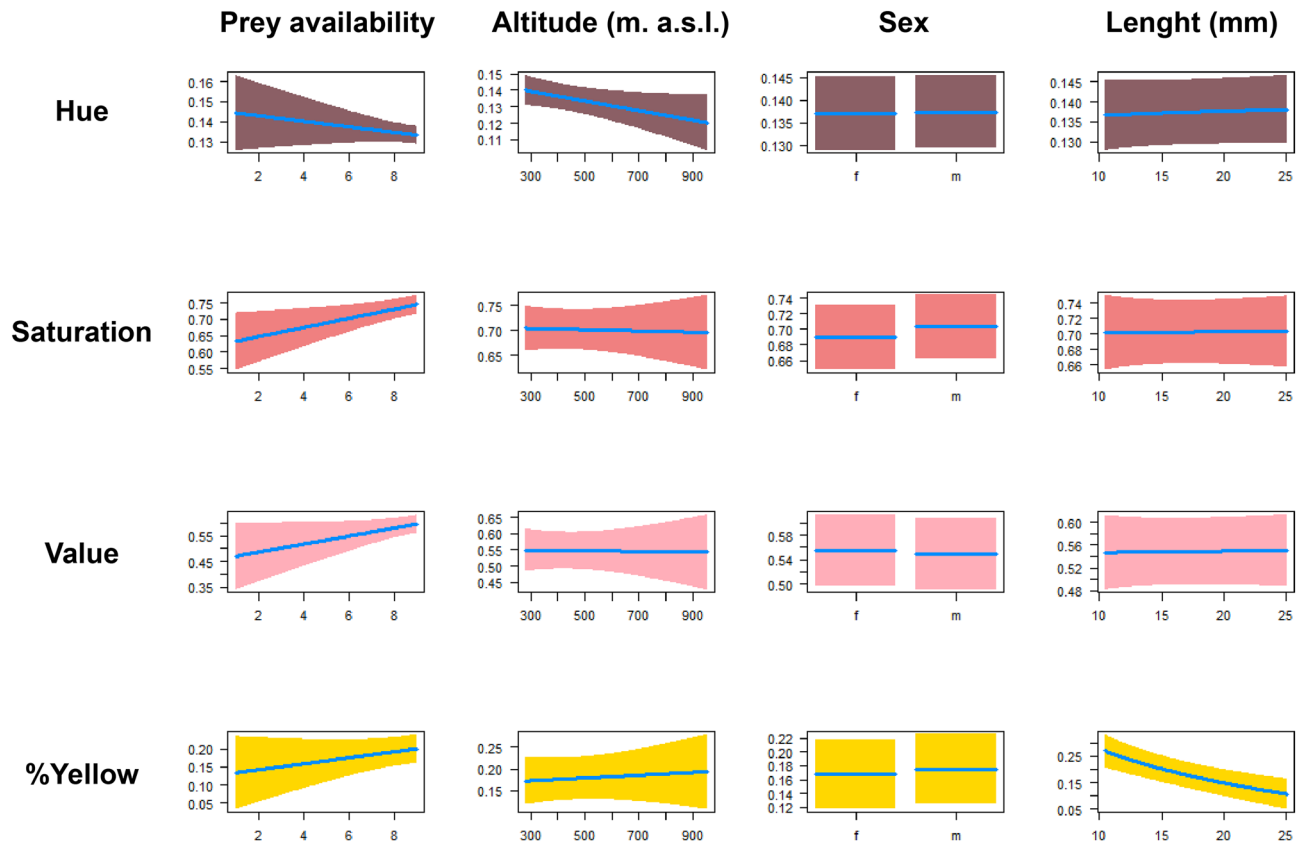 Prey availability Altitude (m. a.s.l.) Sex Lenght (mm)
Hue
0.16 0.15 0.14 0.13
2 4 6 8
0.15 0.14 0.13 0.12 0.11
300 500 700 900
0.145 0.140 0.135 0.130
f m
0.145 0.140 0.135 0.130
10 15 20 25
Saturation
0.75 0.70 0.65 0.60 0.55
2 4 6 8
0.75 0.70 0.65
300 500 700 900
0.74 0.72 0.70 0.68 0.66
f m
0.74 0.72 0.70 0.68 0.66
10 15 20 25
Value
0.55 0.45 0.35
2 4 6 8
0.65 0.60 0.55 0.50 0.45
300 500 700 900
0.58 0.54 0.50
f m
0.60 0.56 0.52 0.48
10 15 20 25
%Yellow
0.20 0.15 0.10 0.05
2 4 6 8
0.25 0.20 0.15
300 500 700 900
0.22 0.20 0.18 0.16 0.14 0.12
f m
0.25 0.15 0.05
10 15 20 25